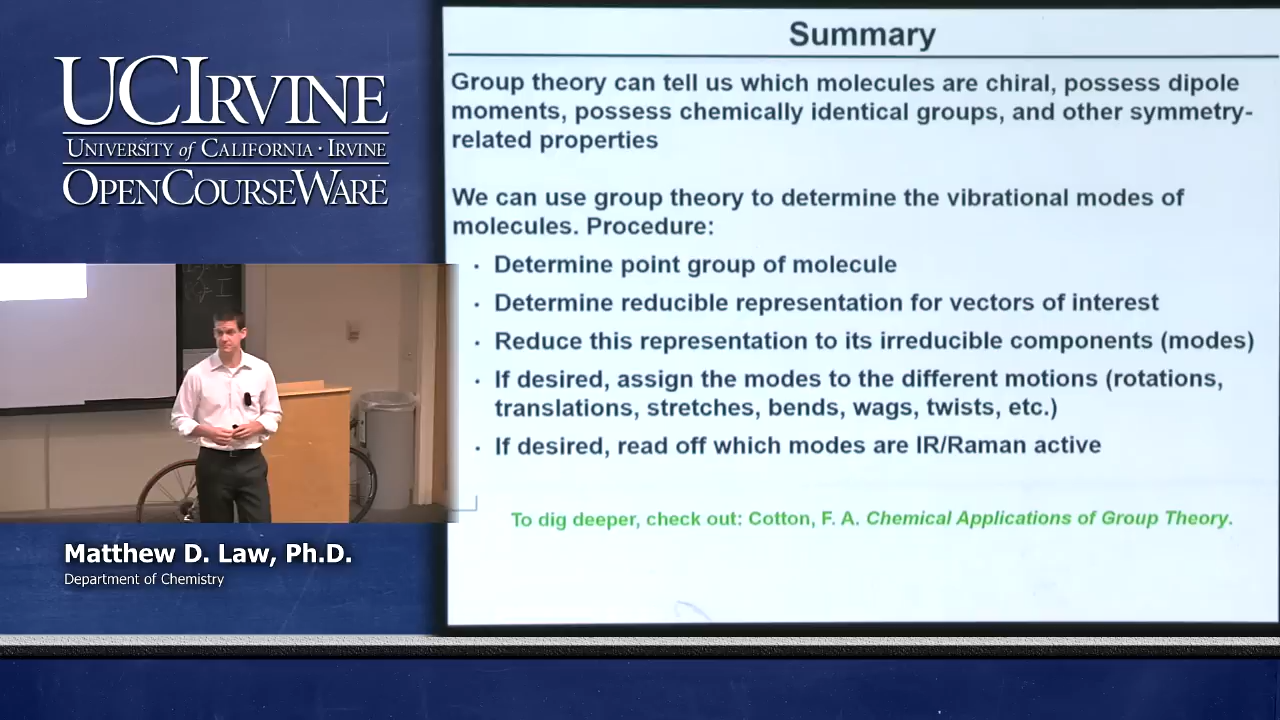 UCIRVINE
UNIVERSITY of CALIFORNIA · IRVINE
OPENCOURSEWARE
Matthew D. Law, Ph.D.
Department of Chemistry
Summary
Group theory can tell us which molecules are chiral, possess dipole
moments, possess chemically identical groups, and other symmetry-
related properties
We can use group theory to determine the vibrational modes of
molecules. Procedure:
· Determine point group of molecule
· Determine reducible representation for vectors of interest
· Reduce this representation to its irreducible components (modes)
· If desired, assign the modes to the different motions (rotations,
translations, stretches, bends, wags, twists, etc.)
· If desired, read off which modes are IR/Raman active
To dig deeper, check out: Cotton, F. A. Chemical Applications of Group Theory.